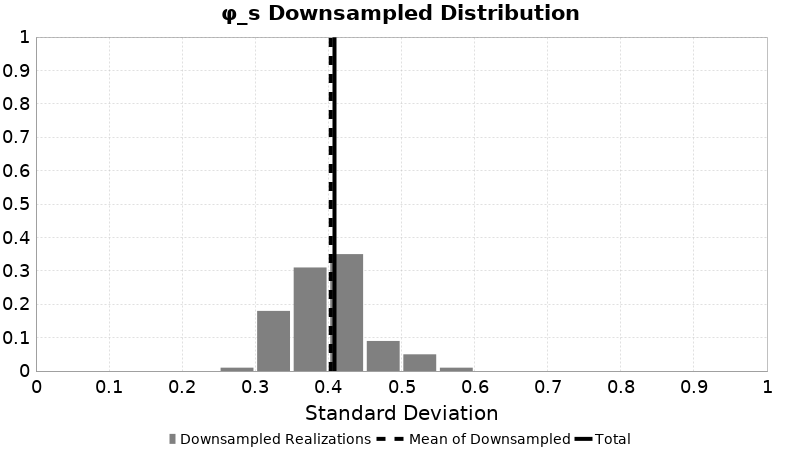 φ_s Downsampled Distribution
1
0.9
0.8
0.7
0.6
0.5
0.4
0.3
0.2
0.1
0
0 0.1 0.2 0.3 0.4 0.5 0.6 0.7 0.8 0.9 1
Standard Deviation
Downsampled Realizations Mean of Downsampled Total